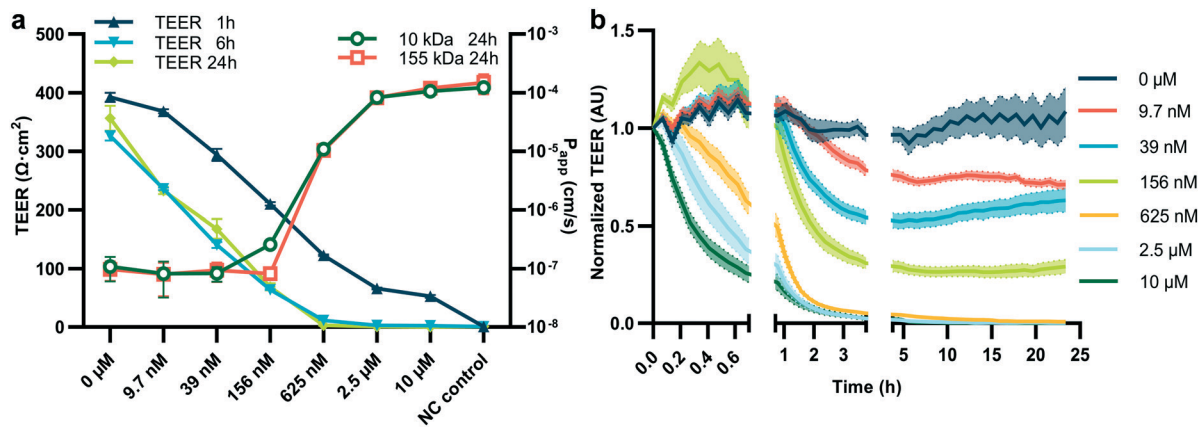 a
TEER 1h
TEER 6h
TEER 24h
10 kDa 24h
155 kDa 24h
TEER (Ω·cm²)
500
400
300
200
100
0
Papp (cm/s)
10⁻³
10⁻⁴
10⁻⁵
10⁻⁶
10⁻⁷
10⁻⁸
0 µM
9.7 nM
39 nM
156 nM
625 nM
2.5 µM
10 µM
NC control
b
Normalized TEER (AU)
1.5
1.0
0.5
0.0
0.0
0.2
0.4
0.6
1
2
3
5
10
15
20
25
Time (h)
0 µM
9.7 nM
39 nM
156 nM
625 nM
2.5 µM
10 µM